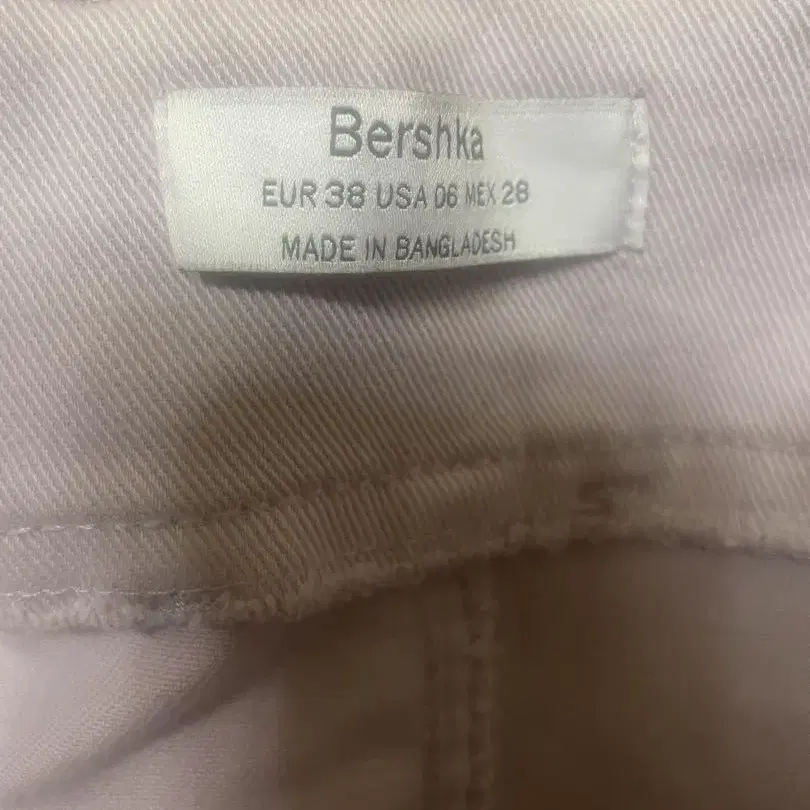 Bershka
EUR 38 USA 06 MEX 28
MADE IN BANGLADESH